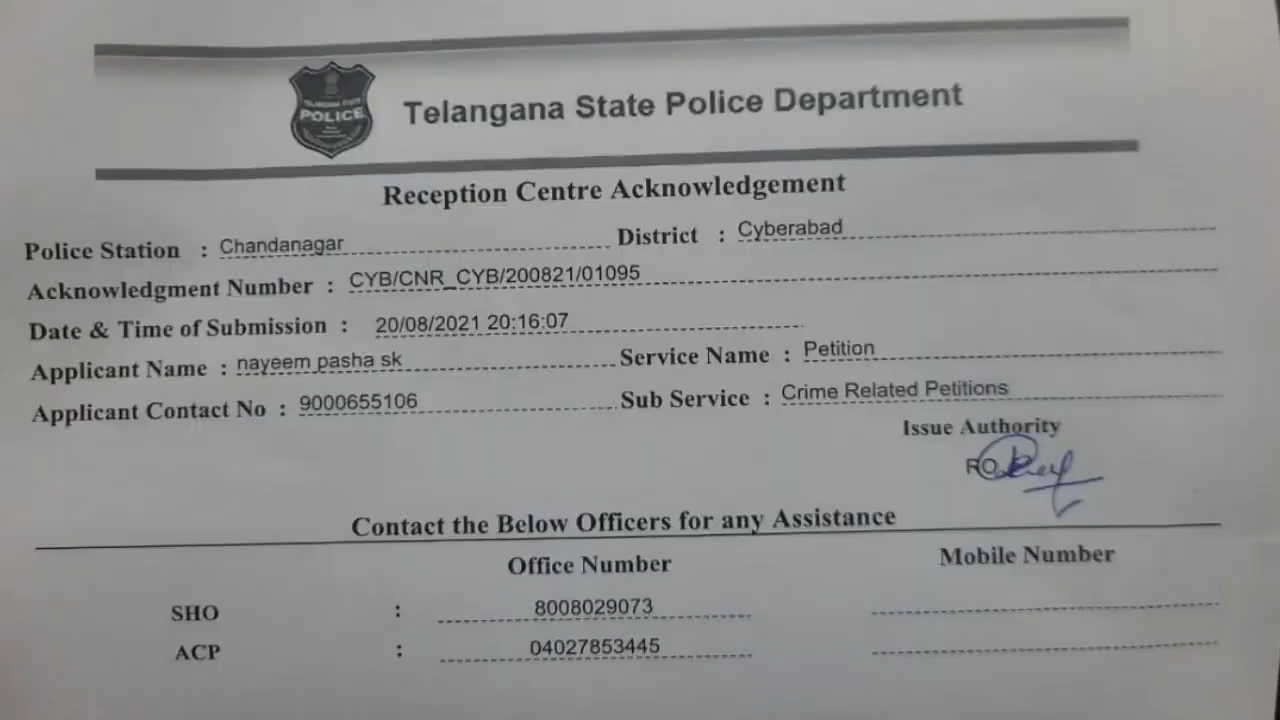 TELANGANA STATE
POLICE
Telangana State Police Department
Reception Centre Acknowledgement
Police Station : Chandanagar District : Cyberabad
Acknowledgment Number : CYB/CNR_CYB/200821/01095
Date & Time of Submission : 20/08/2021 20:16:07
Applicant Name : nayeem pasha sk Service Name : Petition
Applicant Contact No : 9000655106 Sub Service : Crime Related Petitions
Issue Authority
RO
Contact the Below Officers for any Assistance
Office Number Mobile Number
SHO : 8008029073
ACP : 04027853445